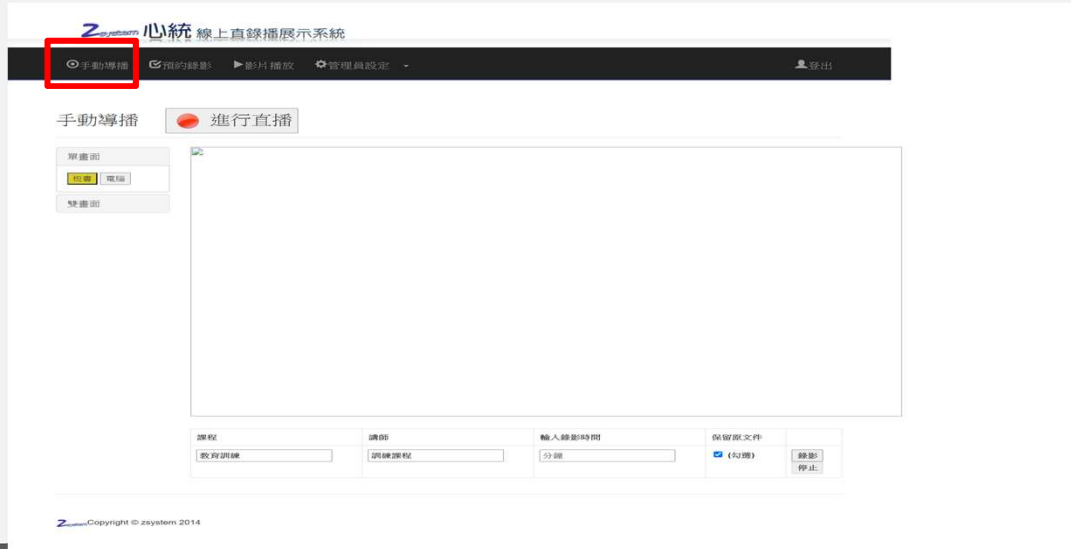 Zsystem 心統 線上直錄播展示系統
手動導播 預約錄影 影片播放 管理員設定 登出
手動導播 進行直播
單畫面
板書 電腦
雙畫面
課程 講師 輸入錄影時間 保留原文件
教育訓練 訓練課程 分鐘 (勾選) 錄影
停止
Zsystem Copyright © zsystem 2014